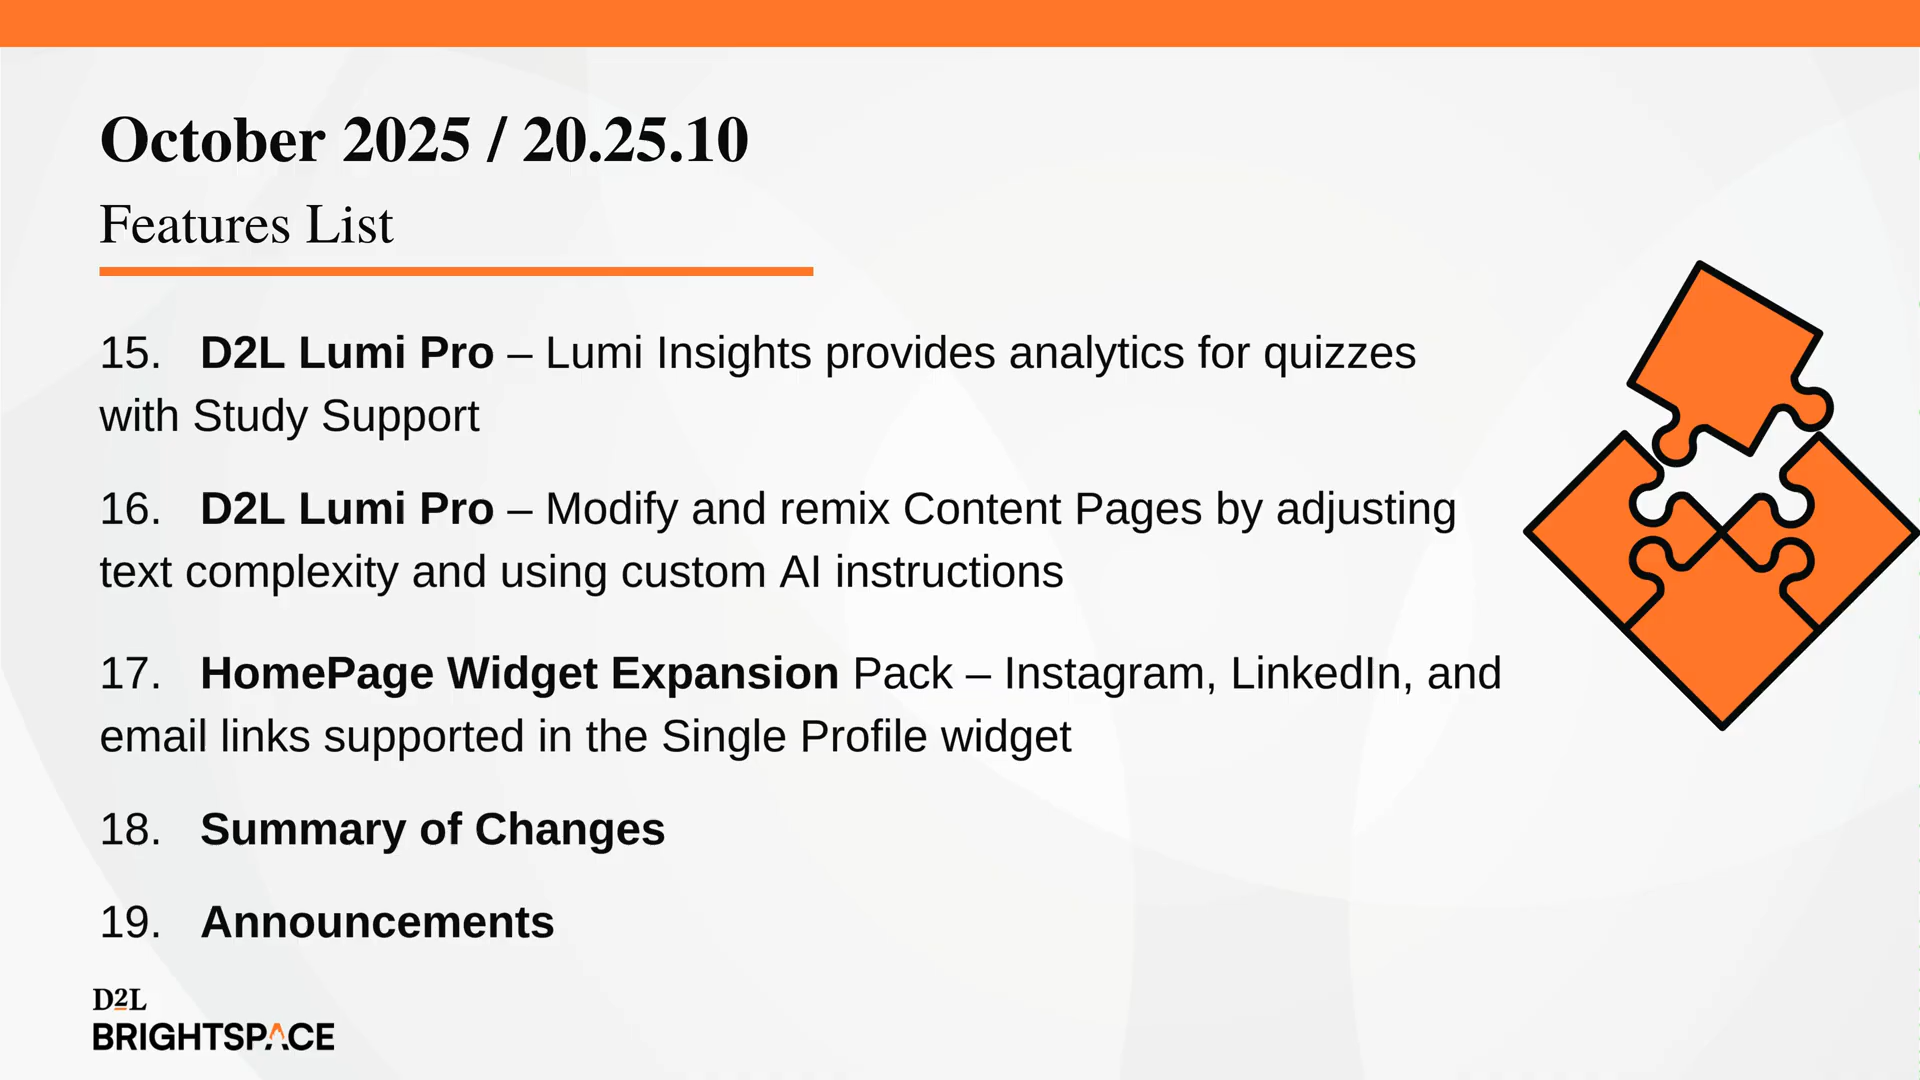 October 2025 / 20.25.10
Features List
15. D2L Lumi Pro – Lumi Insights provides analytics for quizzes
with Study Support
16. D2L Lumi Pro – Modify and remix Content Pages by adjusting
text complexity and using custom AI instructions
17. HomePage Widget Expansion Pack – Instagram, LinkedIn, and
email links supported in the Single Profile widget
18. Summary of Changes
19. Announcements
D2L
BRIGHTSPACE